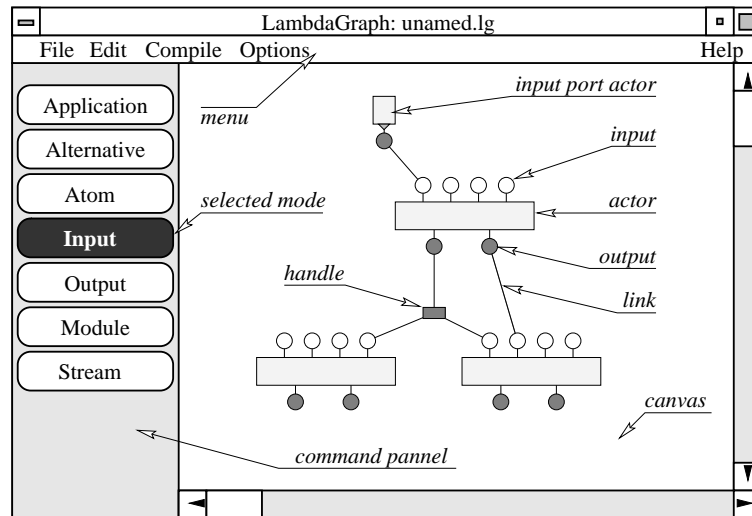 LambdaGraph: unamed.lg
File Edit Compile Options Help
Application
Alternative
Atom
Input
Output
Module
Stream
menu
selected mode
input port actor
input
actor
output
handle
link
canvas
command pannel